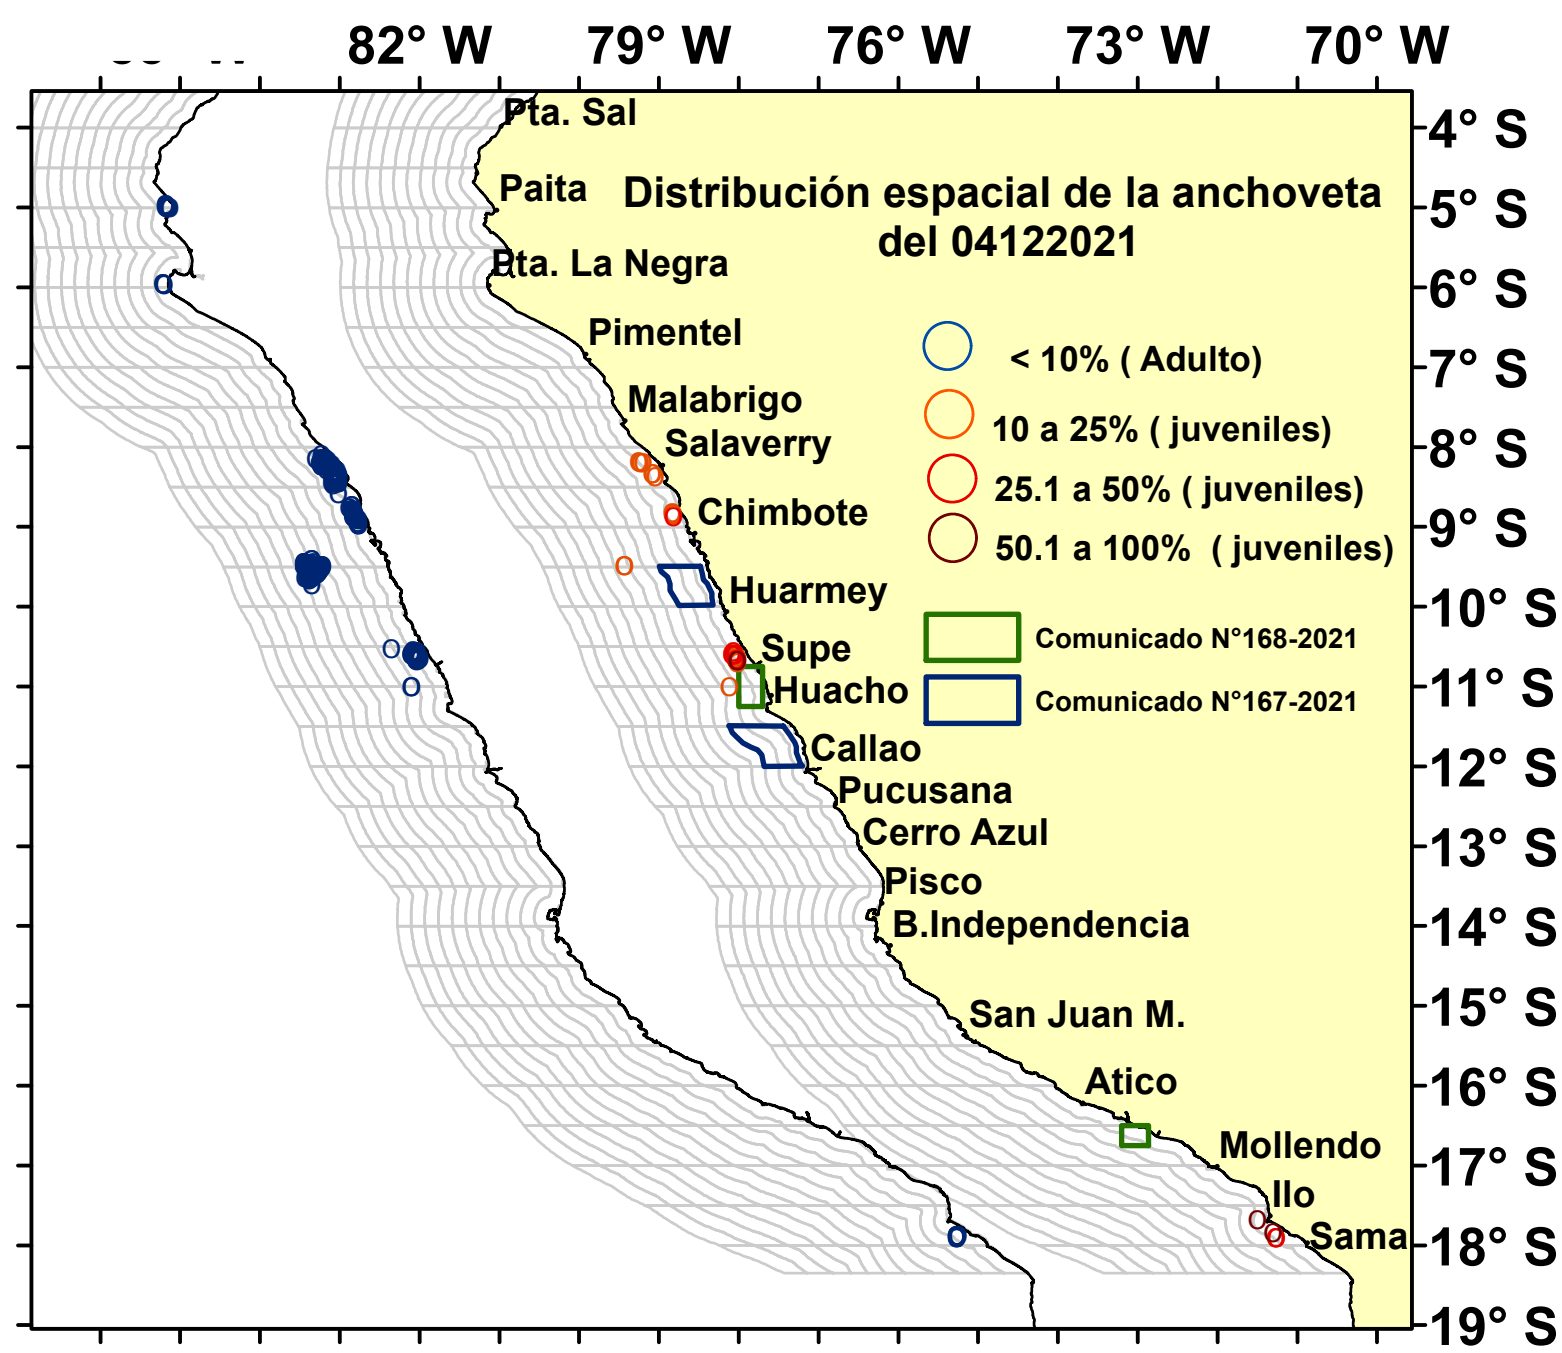 82° W 79° W 76° W 73° W 70° W
4° S
5° S
6° S
7° S
8° S
9° S
10° S
11° S
12° S
13° S
14° S
15° S
16° S
17° S
18° S
19° S
Distribución espacial de la anchoveta
del 04122021
Pta. Sal
Paita
Pta. La Negra
Pimentel
Malabrigo
Salaverry
Chimbote
Huarmey
Supe
Huacho
Callao
Pucusana
Cerro Azul
Pisco
B.Independencia
San Juan M.
Atico
Mollendo
Ilo
Sama
< 10% ( Adulto)
10 a 25% ( juveniles)
25.1 a 50% ( juveniles)
50.1 a 100% ( juveniles)
Comunicado N°168-2021
Comunicado N°167-2021